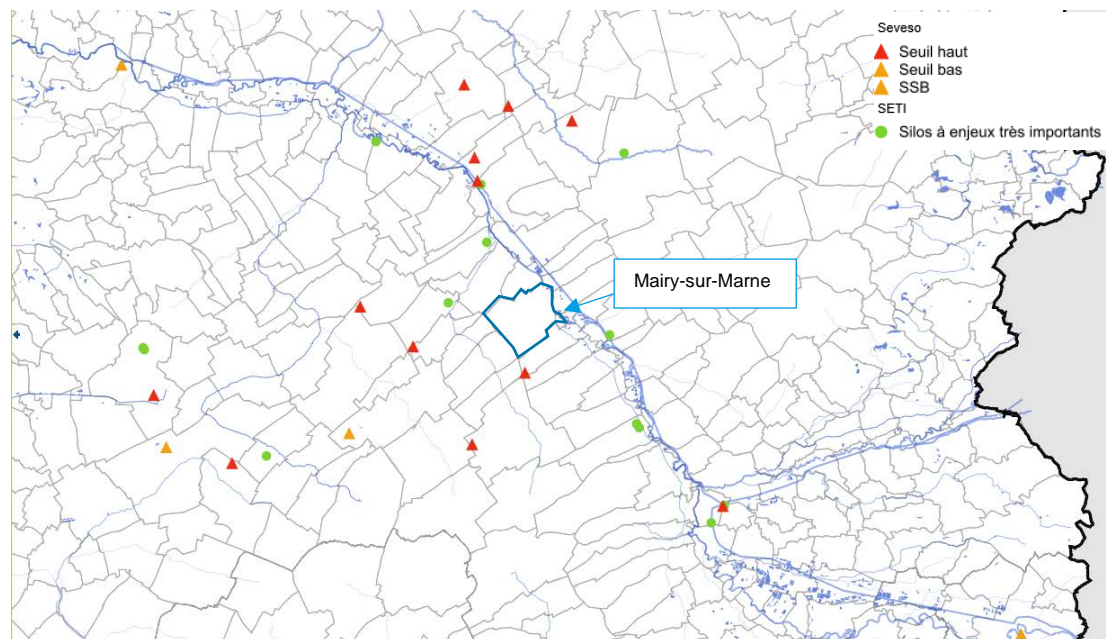 Seveso
Seuil haut
Seuil bas
SSB
SETI
Silos à enjeux très importants
Mairy-sur-Marne